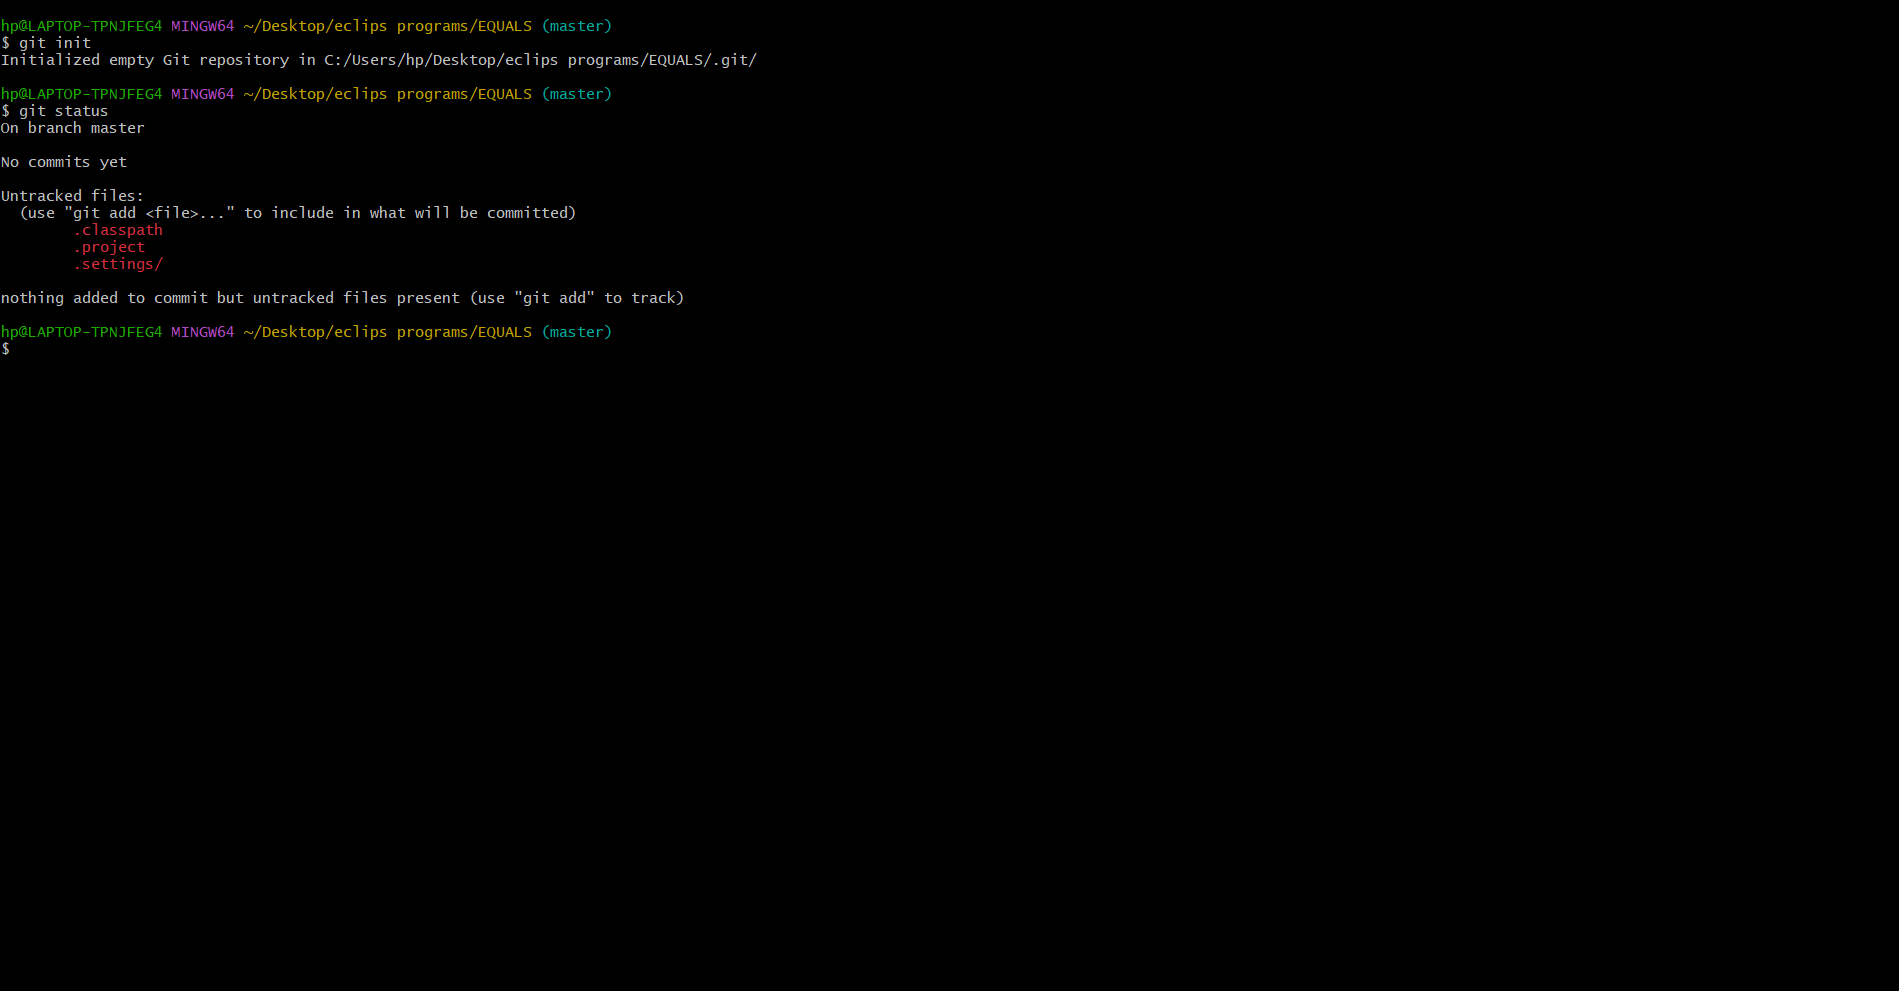 hp@LAPTOP-TPNJFEG4 MINGW64 ~/Desktop/eclips programs/EQUALS (master)
$ git init
Initialized empty Git repository in C:/Users/hp/Desktop/eclips programs/EQUALS/.git/
hp@LAPTOP-TPNJFEG4 MINGW64 ~/Desktop/eclips programs/EQUALS (master)
$ git status
On branch master
No commits yet
Untracked files:
  (use "git add <file>..." to include in what will be committed)
        .classpath
        .project
        .settings/
nothing added to commit but untracked files present (use "git add" to track)
hp@LAPTOP-TPNJFEG4 MINGW64 ~/Desktop/eclips programs/EQUALS (master)
$